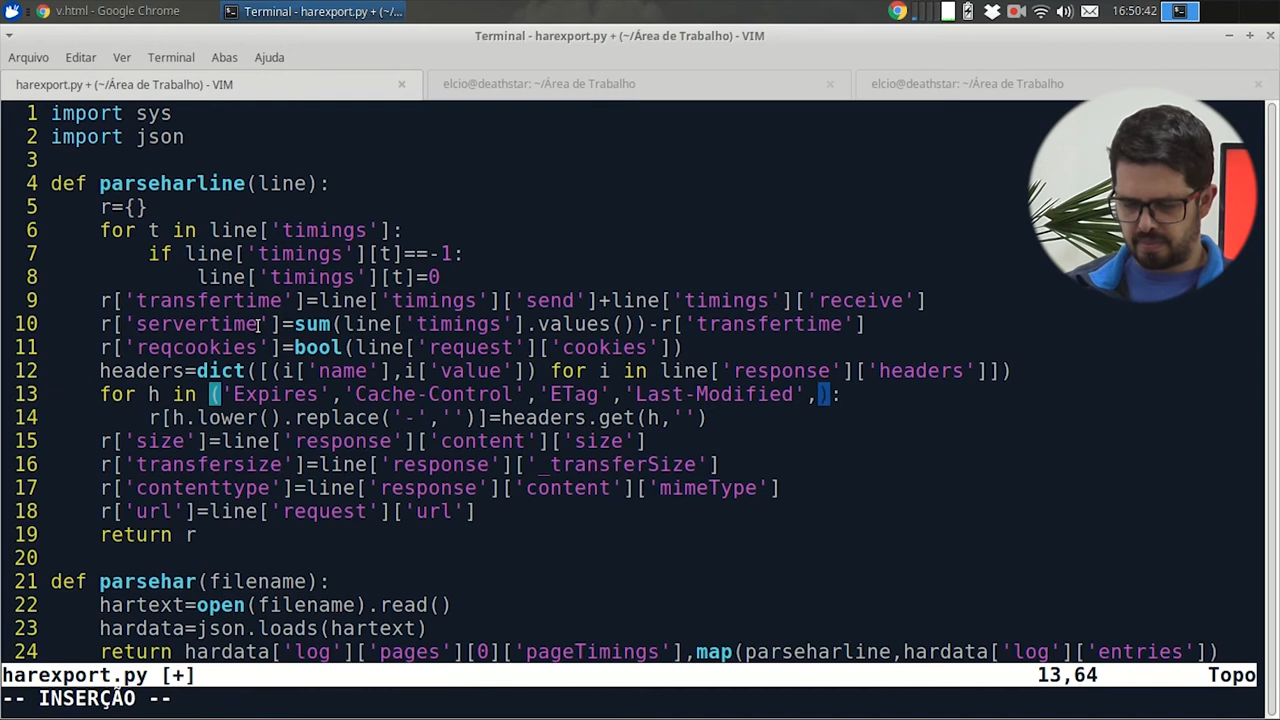 v.html - Google Chrome
Terminal - harexport.py + (~/...
16:50:42
Terminal - harexport.py + (~/Área de Trabalho) - VIM
Arquivo Editar Ver Terminal Abas Ajuda
harexport.py + (~/Área de Trabalho) - VIM
elcio@deathstar: ~/Área de Trabalho
elcio@deathstar: ~/Área de Trabalho
1 import sys
2 import json
3
4 def parseharline(line):
5     r={}
6     for t in line['timings']:
7         if line['timings'][t]==-1:
8             line['timings'][t]=0
9     r['transfertime']=line['timings']['send']+line['timings']['receive']
10     r['servertime']=sum(line['timings'].values())-r['transfertime']
11     r['reqcookies']=bool(line['request']['cookies'])
12     headers=dict([(i['name'],i['value']) for i in line['response']['headers']])
13     for h in ('Expires','Cache-Control','ETag','Last-Modified',):
14         r[h.lower().replace('-','')]=headers.get(h,'')
15     r['size']=line['response']['content']['size']
16     r['transfersize']=line['response']['_transferSize']
17     r['contenttype']=line['response']['content']['mimeType']
18     r['url']=line['request']['url']
19     return r
20
21 def parsehar(filename):
22     hartext=open(filename).read()
23     hardata=json.loads(hartext)
24     return hardata['log']['pages'][0]['pageTimings'],map(parseharline,hardata['log']['entries'])
harexport.py [+] 13,64 Topo
-- INSERÇÃO --